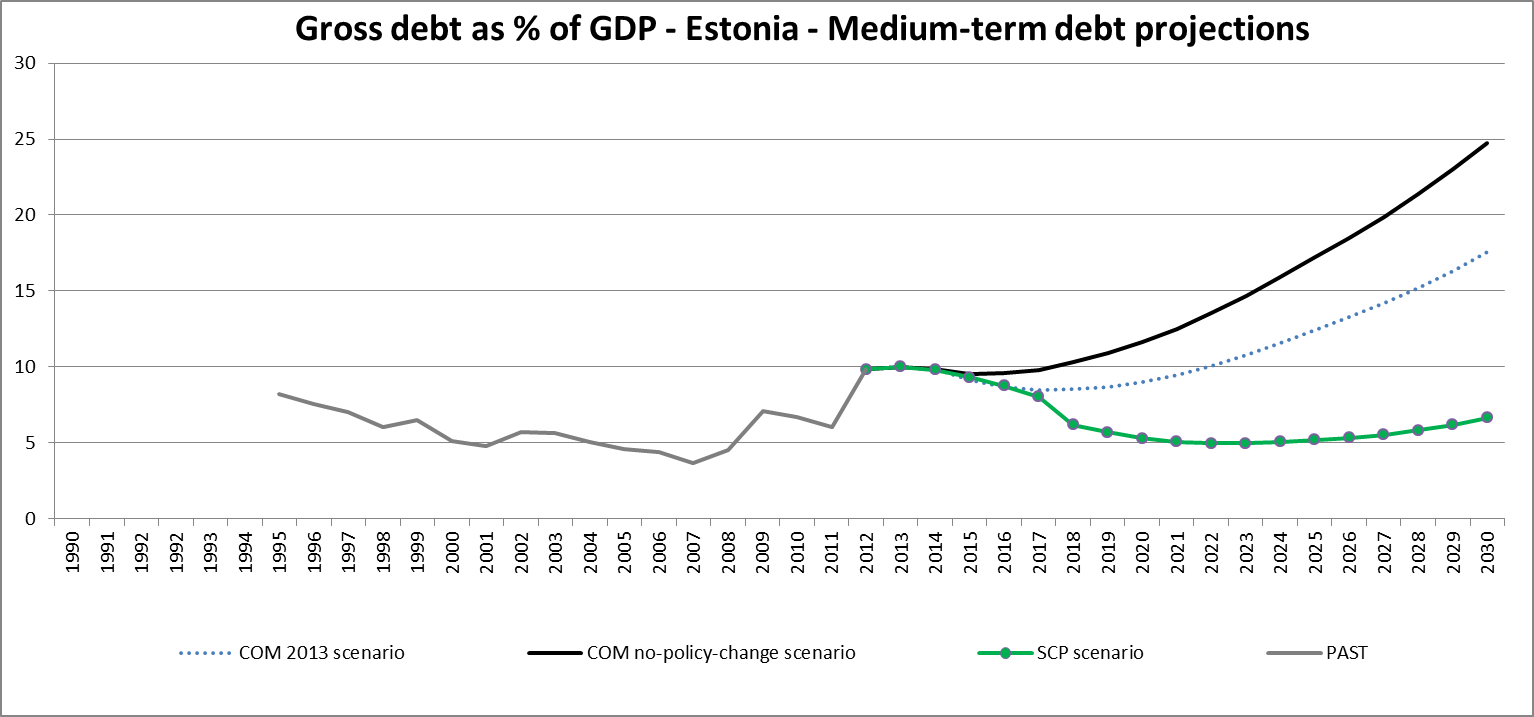 Gross debt as % of GDP - Estonia - Medium-term debt projections
30
25
20
15
10
5
0
1990 1991 1992 1992 1993 1994 1995 1996 1997 1998 1999 2000 2001 2002 2003 2004 2005 2006 2007 2008 2009 2010 2011 2012 2013 2014 2015 2016 2017 2018 2019 2020 2021 2022 2023 2024 2025 2026 2027 2028 2029 2030
COM 2013 scenario COM no-policy-change scenario SCP scenario PAST